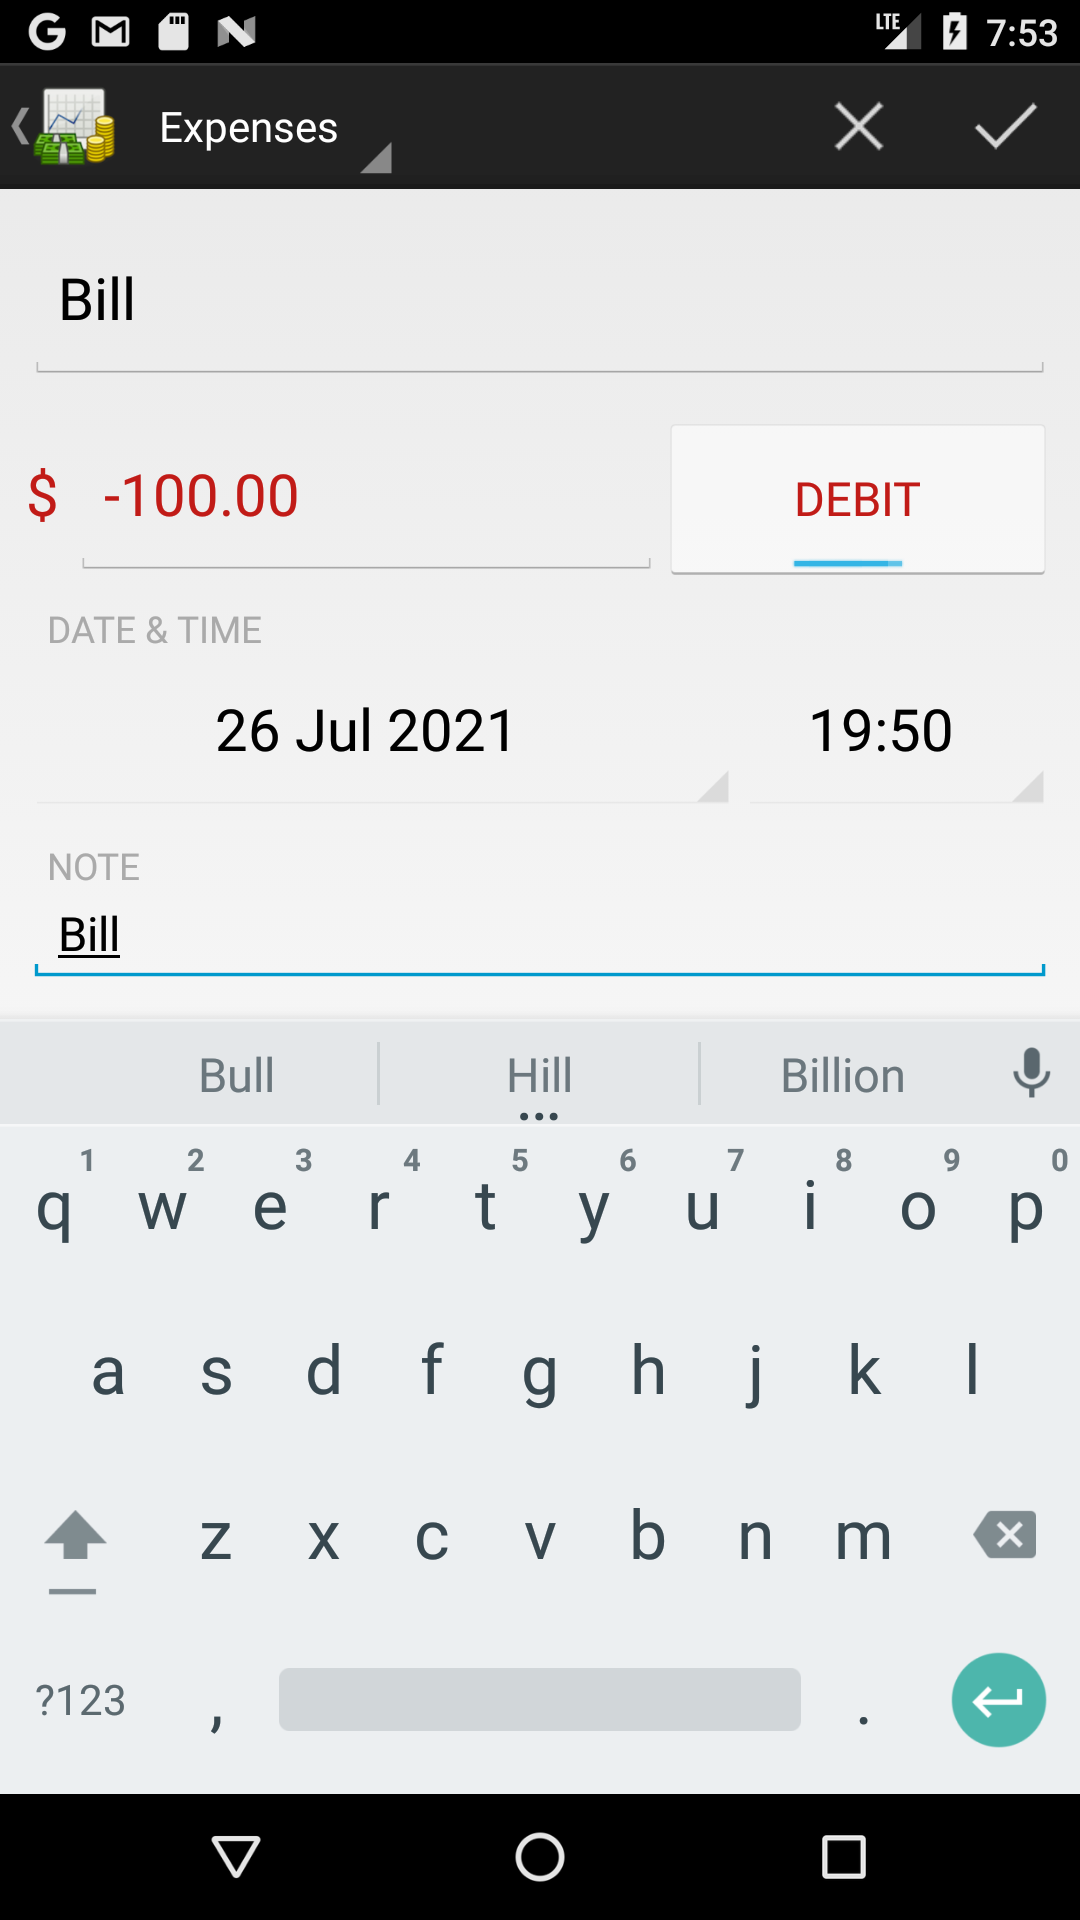 LTE 7:53
Expenses
Bill
$ -100.00 DEBIT
DATE & TIME
26 Jul 2021 19:50
NOTE
Bill
Bull Hill Billion
1 2 3 4 5 6 7 8 9 0
q w e r t y u i o p
a s d f g h j k l
z x c v b n m
?123 , .